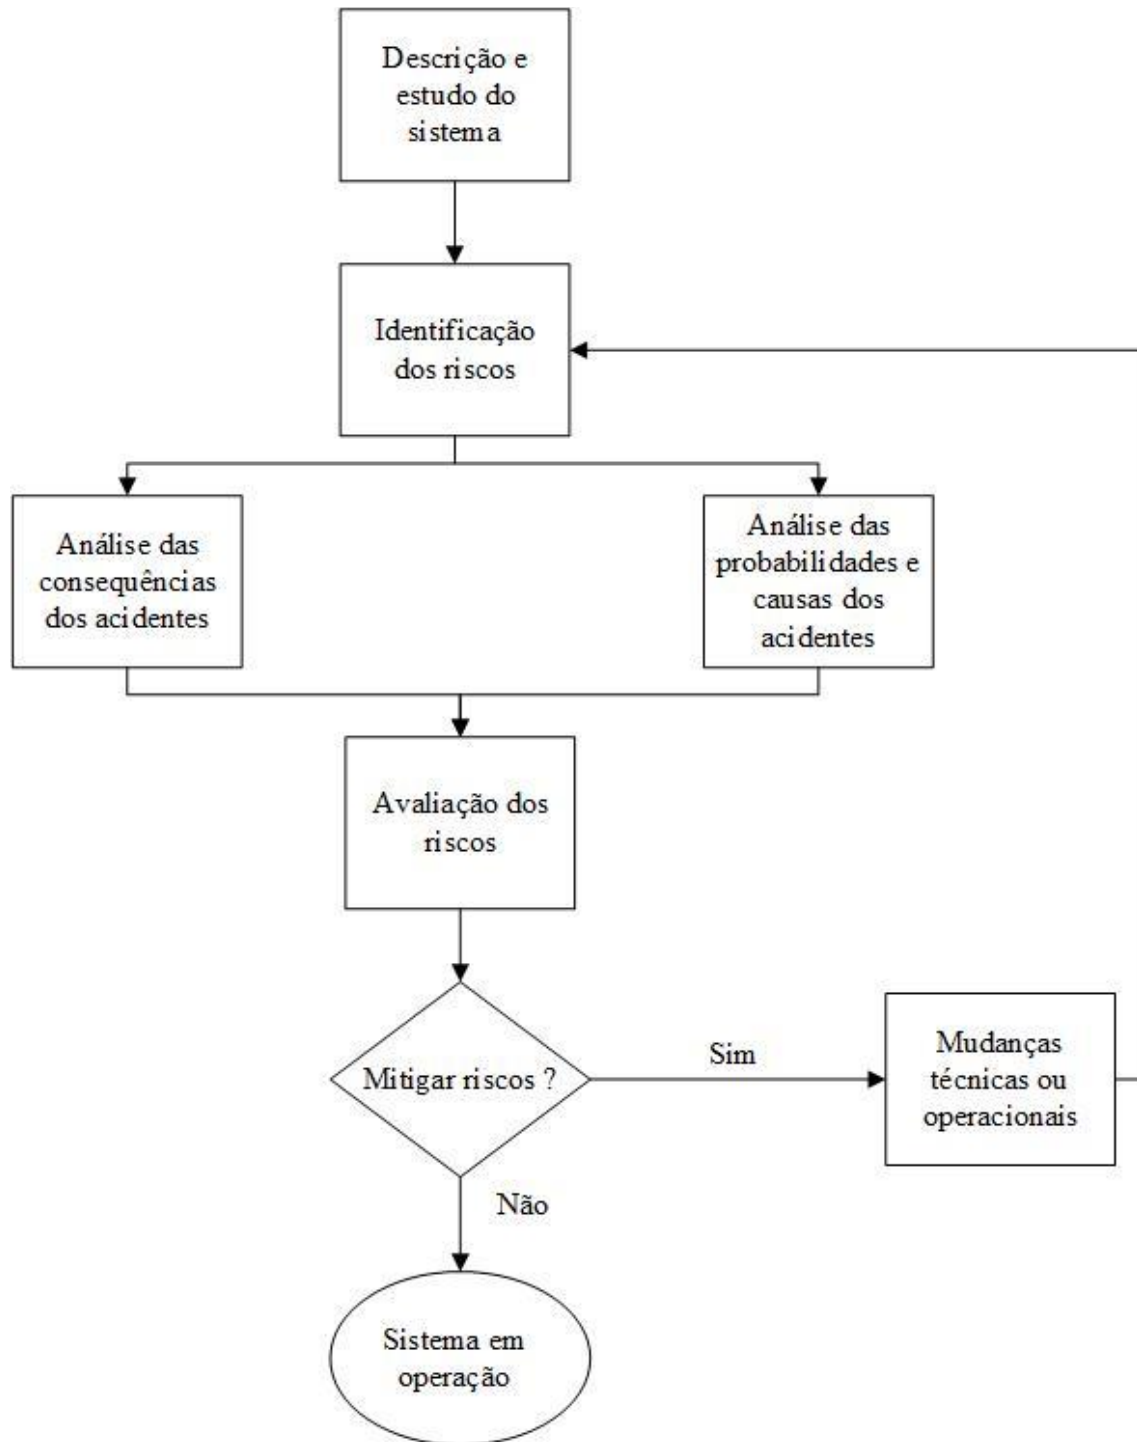 Descrição e
estudo do
sistema
Identificação
dos riscos
Análise das
consequências
dos acidentes
Análise das
probabilidades e
causas dos
acidentes
Avaliação dos
riscos
Mitigar riscos ?
Sim
Mudanças
técnicas ou
operacionais
Não
Sistema em
operação